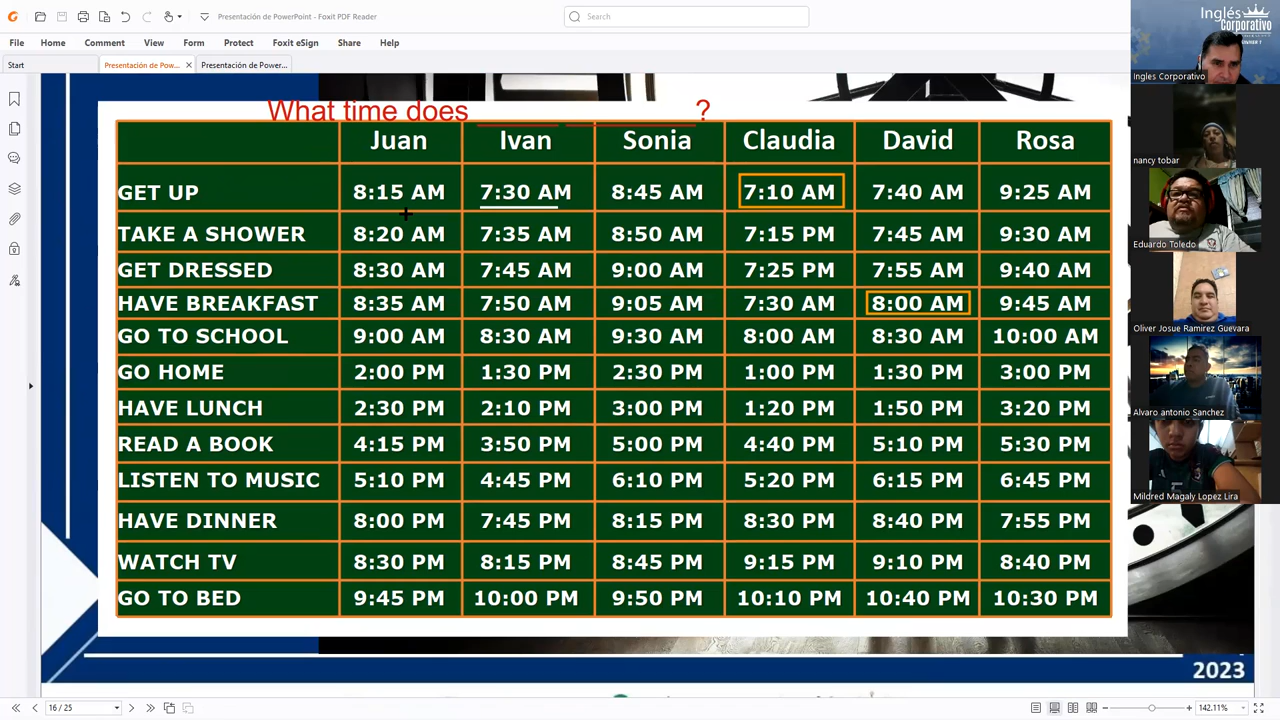 Presentación de PowerPoint - Foxit PDF Reader
Search
File Home Comment View Form Protect Foxit eSign Share Help
Start Presentación de Pow... Presentación de Power...
What time does ?
Juan Ivan Sonia Claudia David Rosa
GET UP 8:15 AM 7:30 AM 8:45 AM 7:10 AM 7:40 AM 9:25 AM
TAKE A SHOWER 8:20 AM 7:35 AM 8:50 AM 7:15 PM 7:45 AM 9:30 AM
GET DRESSED 8:30 AM 7:45 AM 9:00 AM 7:25 PM 7:55 AM 9:40 AM
HAVE BREAKFAST 8:35 AM 7:50 AM 9:05 AM 7:30 AM 8:00 AM 9:45 AM
GO TO SCHOOL 9:00 AM 8:30 AM 9:30 AM 8:00 AM 8:30 AM 10:00 AM
GO HOME 2:00 PM 1:30 PM 2:30 PM 1:00 PM 1:30 PM 3:00 PM
HAVE LUNCH 2:30 PM 2:10 PM 3:00 PM 1:20 PM 1:50 PM 3:20 PM
READ A BOOK 4:15 PM 3:50 PM 5:00 PM 4:40 PM 5:10 PM 5:30 PM
LISTEN TO MUSIC 5:10 PM 4:45 PM 6:10 PM 5:20 PM 6:15 PM 6:45 PM
HAVE DINNER 8:00 PM 7:45 PM 8:15 PM 8:30 PM 8:40 PM 7:55 PM
WATCH TV 8:30 PM 8:15 PM 8:45 PM 9:15 PM 9:10 PM 8:40 PM
GO TO BED 9:45 PM 10:00 PM 9:50 PM 10:10 PM 10:40 PM 10:30 PM
2023
16 / 25
142.11%
Inglés
Corporativo
Ingles Corporativo
nancy tobar
Eduardo Toledo
Oliver Josue Ramirez Guevara
Alvaro antonio Sanchez
Mildred Magaly Lopez Lira